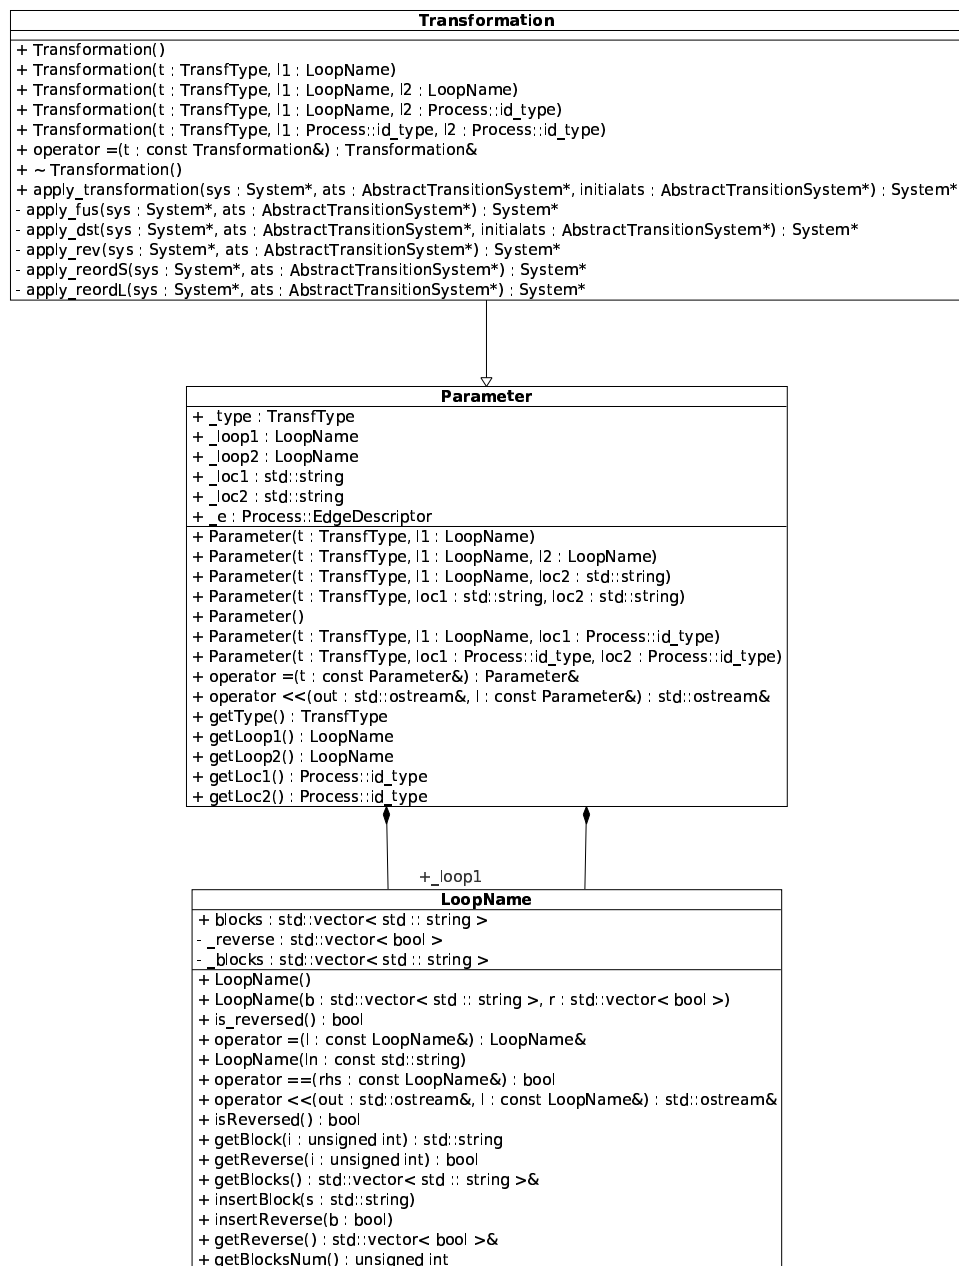 Transformation
+ Transformation()
+ Transformation(t : TransfType, l1 : LoopName)
+ Transformation(t : TransfType, l1 : LoopName, l2 : LoopName)
+ Transformation(t : TransfType, l1 : LoopName, l2 : Process::id_type)
+ Transformation(t : TransfType, l1 : Process::id_type, l2 : Process::id_type)
+ operator =(t : const Transformation&) : Transformation&
+ ~ Transformation()
+ apply_transformation(sys : System*, ats : AbstractTransitionSystem*, initialats : AbstractTransitionSystem*) : System*
- apply_fus(sys : System*, ats : AbstractTransitionSystem*) : System*
- apply_dst(sys : System*, ats : AbstractTransitionSystem*, initialats : AbstractTransitionSystem*) : System*
- apply_rev(sys : System*, ats : AbstractTransitionSystem*) : System*
- apply_reordS(sys : System*, ats : AbstractTransitionSystem*) : System*
- apply_reordL(sys : System*, ats : AbstractTransitionSystem*) : System*
Parameter
+ _type : TransfType
+ _loop1 : LoopName
+ _loop2 : LoopName
+ _loc1 : std::string
+ _loc2 : std::string
+ _e : Process::EdgeDescriptor
+ Parameter(t : TransfType, l1 : LoopName)
+ Parameter(t : TransfType, l1 : LoopName, l2 : LoopName)
+ Parameter(t : TransfType, l1 : LoopName, loc2 : std::string)
+ Parameter(t : TransfType, loc1 : std::string, loc2 : std::string)
+ Parameter()
+ Parameter(t : TransfType, l1 : LoopName, loc1 : Process::id_type)
+ Parameter(t : TransfType, loc1 : Process::id_type, loc2 : Process::id_type)
+ operator =(t : const Parameter&) : Parameter&
+ operator <<(out : std::ostream&, l : const Parameter&) : std::ostream&
+ getType() : TransfType
+ getLoop1() : LoopName
+ getLoop2() : LoopName
+ getLoc1() : Process::id_type
+ getLoc2() : Process::id_type
+_loop1
LoopName
+ blocks : std::vector< std :: string >
- _reverse : std::vector< bool >
- _blocks : std::vector< std :: string >
+ LoopName()
+ LoopName(b : std::vector< std :: string >, r : std::vector< bool >)
+ is_reversed() : bool
+ operator =(l : const LoopName&) : LoopName&
+ LoopName(ln : const std::string)
+ operator ==(rhs : const LoopName&) : bool
+ operator <<(out : std::ostream&, l : const LoopName&) : std::ostream&
+ isReversed() : bool
+ getBlock(i : unsigned int) : std::string
+ getReverse(i : unsigned int) : bool
+ getBlocks() : std::vector< std :: string >&
+ insertBlock(s : std::string)
+ insertReverse(b : bool)
+ getReverse() : std::vector< bool >&
+ getBlocksNum() : unsigned int